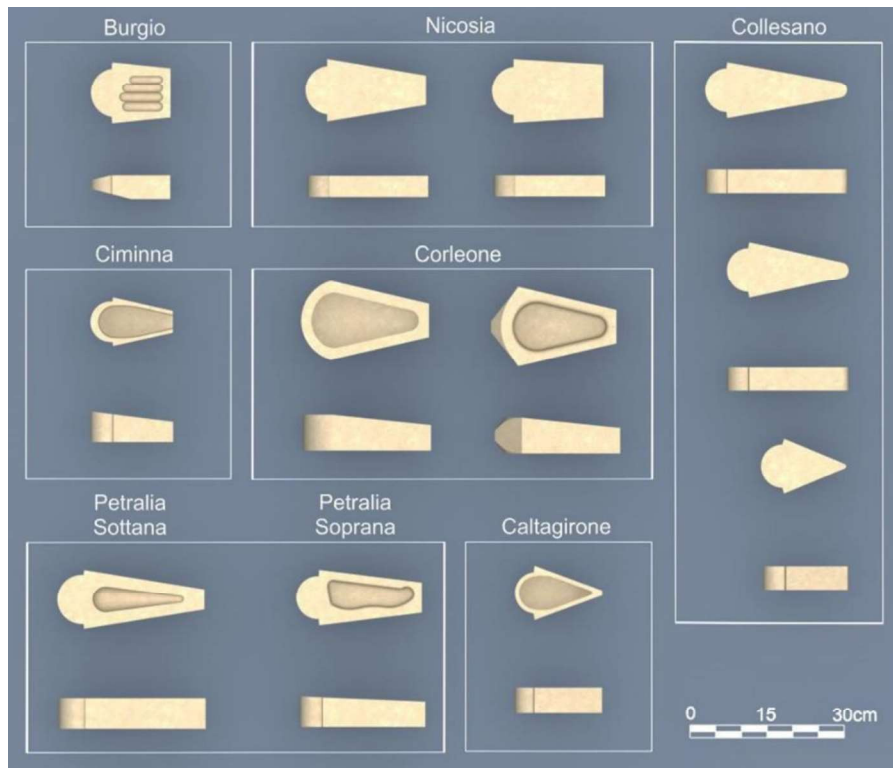 Burgio
Nicosia
Collesano
Ciminna
Corleone
Petralia
Sottana
Petralia
Soprana
Caltagirone
0 15 30cm